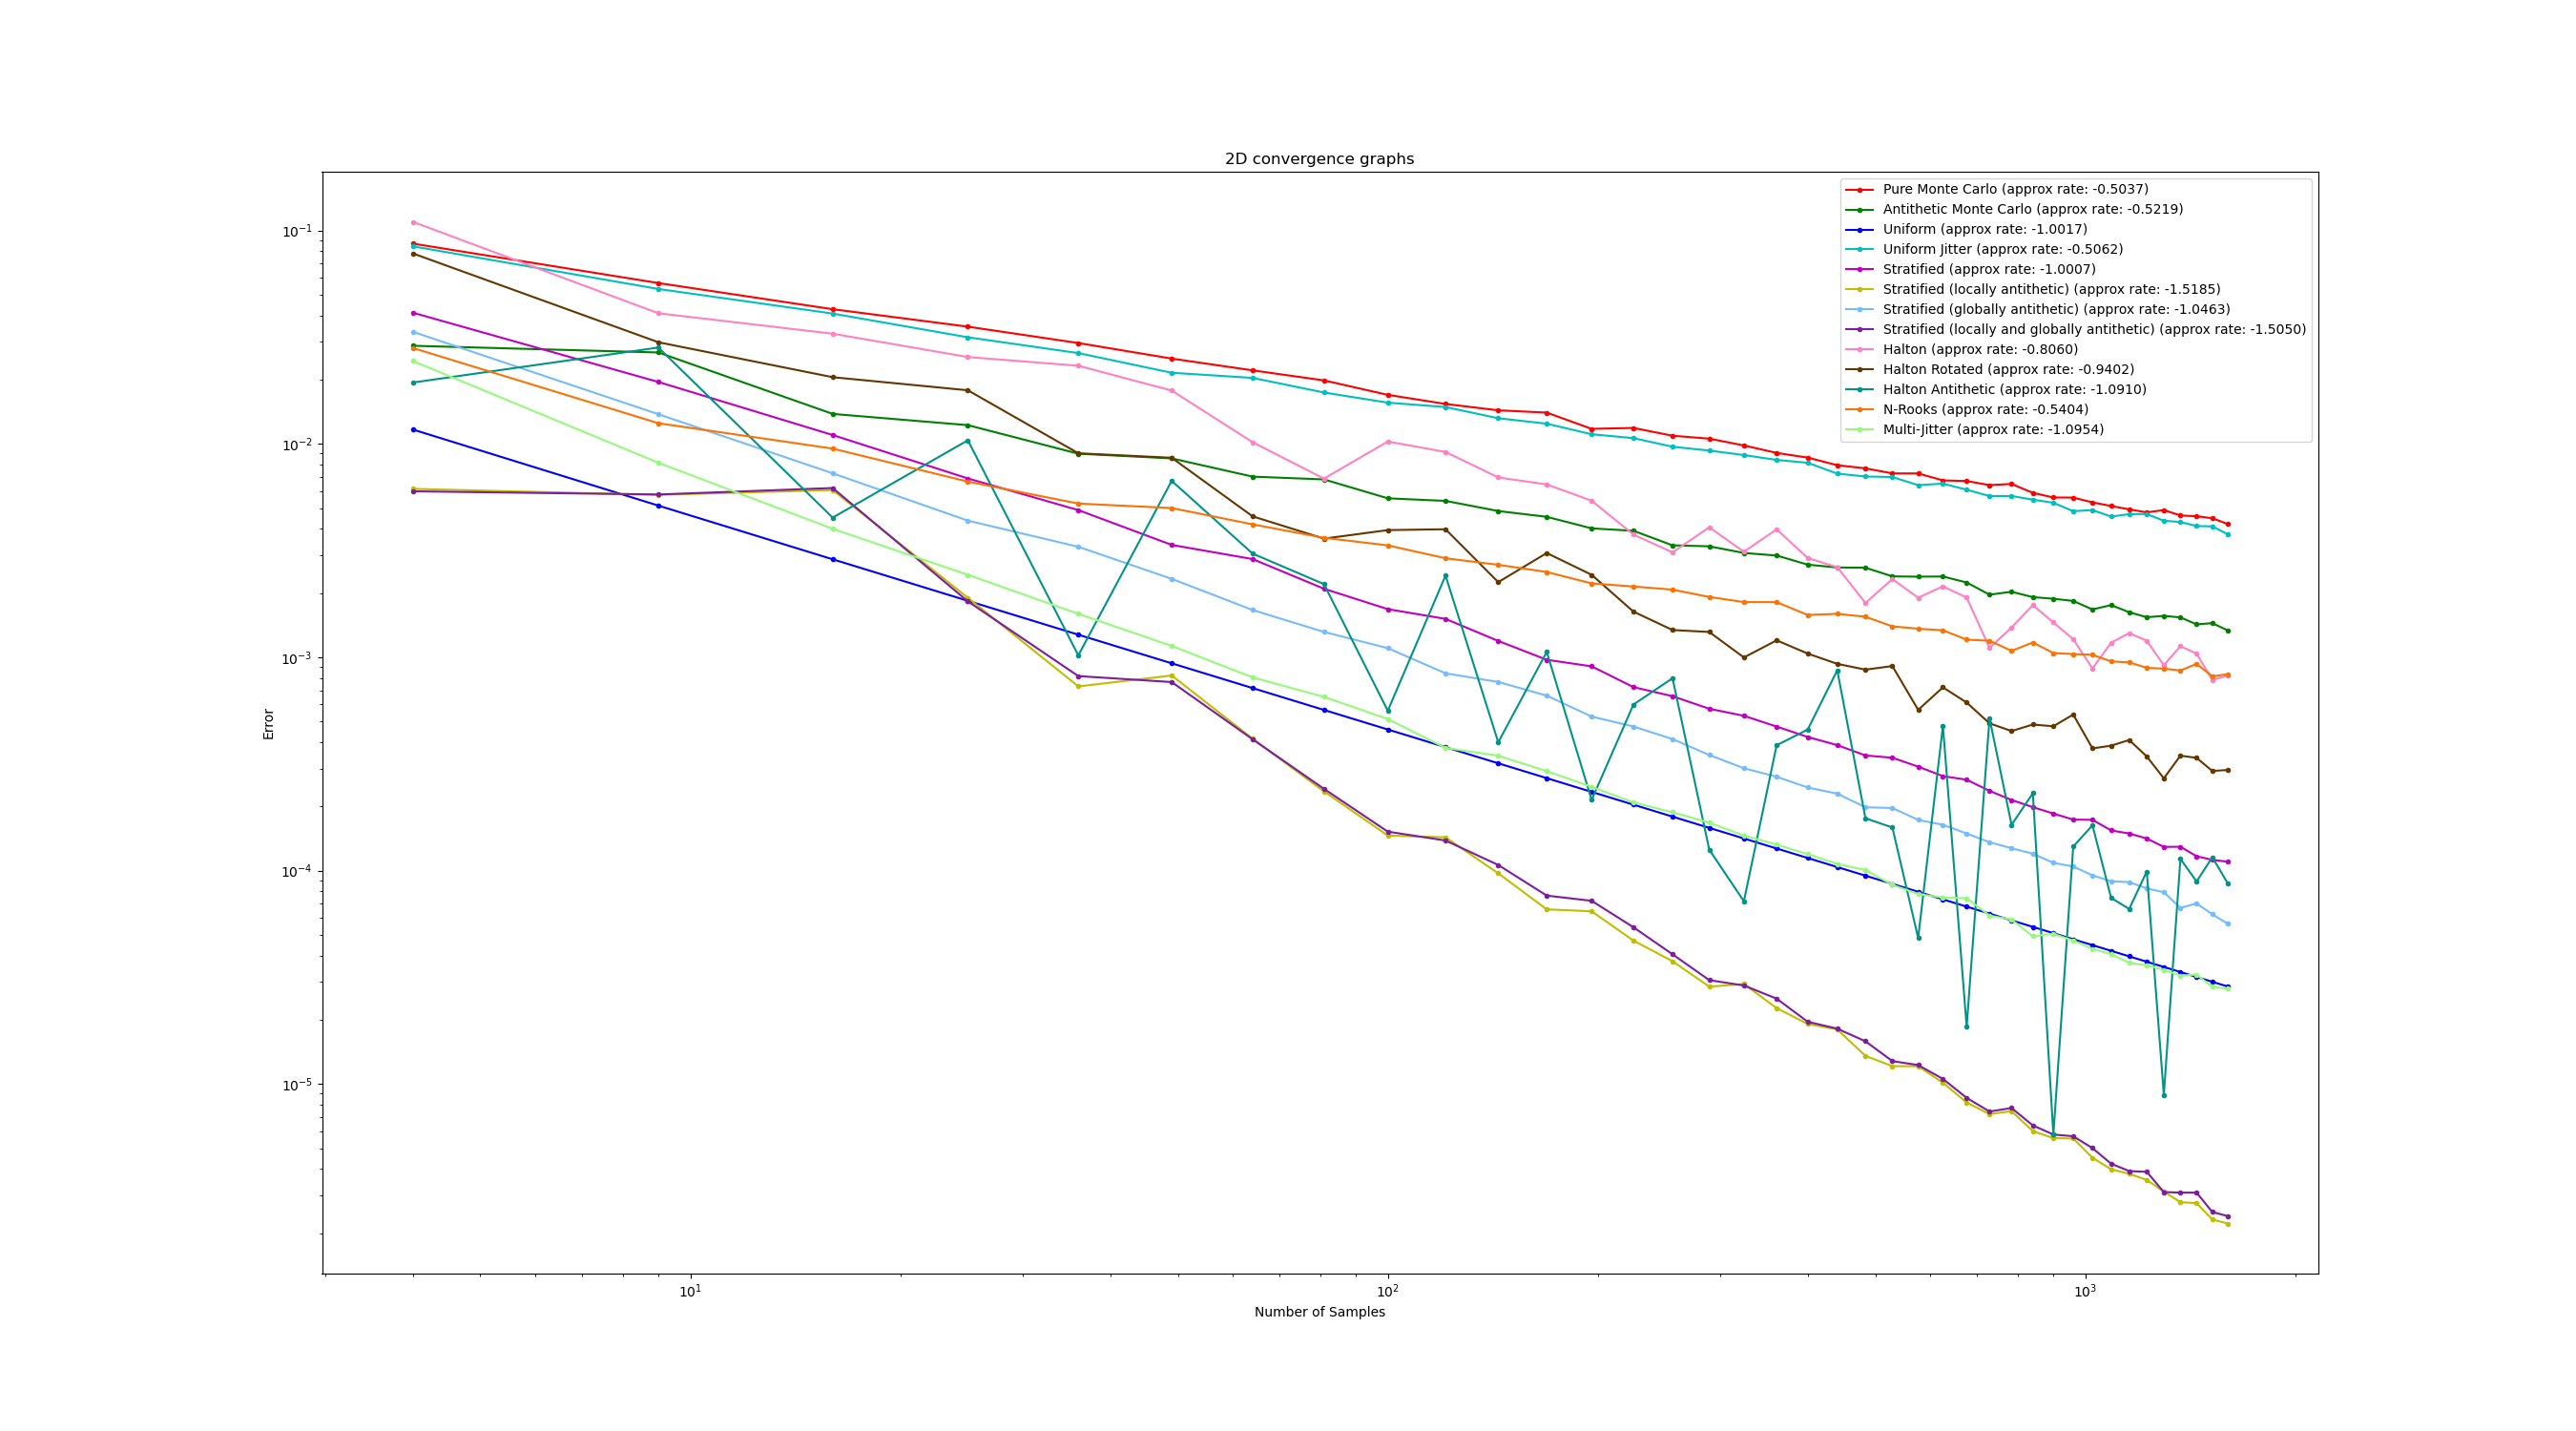 2D convergence graphs
Pure Monte Carlo (approx rate: -0.5037)
Antithetic Monte Carlo (approx rate: -0.5219)
Uniform (approx rate: -1.0017)
Uniform Jitter (approx rate: -0.5062)
Stratified (approx rate: -1.0007)
Stratified (locally antithetic) (approx rate: -1.5185)
Stratified (globally antithetic) (approx rate: -1.0463)
Stratified (locally and globally antithetic) (approx rate: -1.5050)
Halton (approx rate: -0.8060)
Halton Rotated (approx rate: -0.9402)
Halton Antithetic (approx rate: -1.0910)
N-Rooks (approx rate: -0.5404)
Multi-Jitter (approx rate: -1.0954)
10⁻¹
10⁻²
10⁻³
10⁻⁴
10⁻⁵
Error
10¹ 10² 10³
Number of Samples